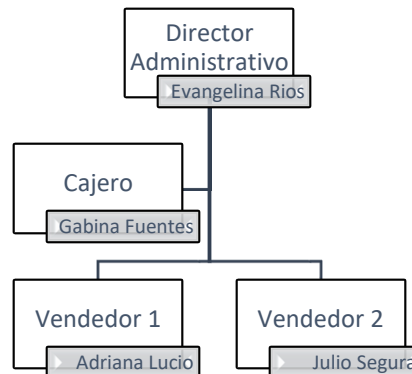 Director
Administrativo
Evangelina Rios
Cajero
Gabina Fuentes
Vendedor 1
Adriana Lucio
Vendedor 2
Julio Segura